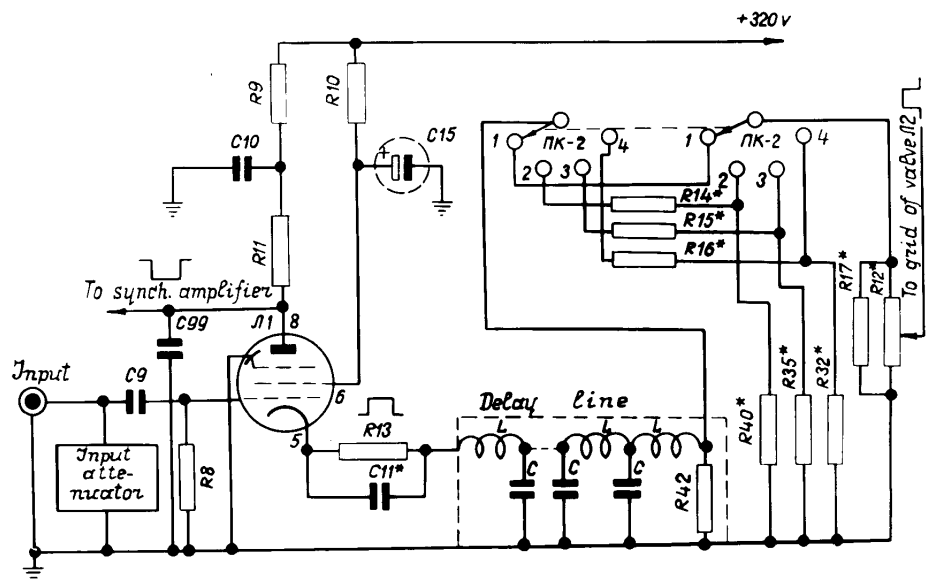 +320 v
R9
R10
C10
C15
+
R11
To synch. amplifier
C99
Л1
8
6
5
Input
C9
Input
atte-
nuator
R8
R13
C11*
Delay line
L
L
L
C
C
C
R42
1
ПК-2
4
2
3
1
ПК-2
4
2
3
R14*
R15*
R16*
R40*
R35*
R32*
R17*
R12*
To grid of valve Л2